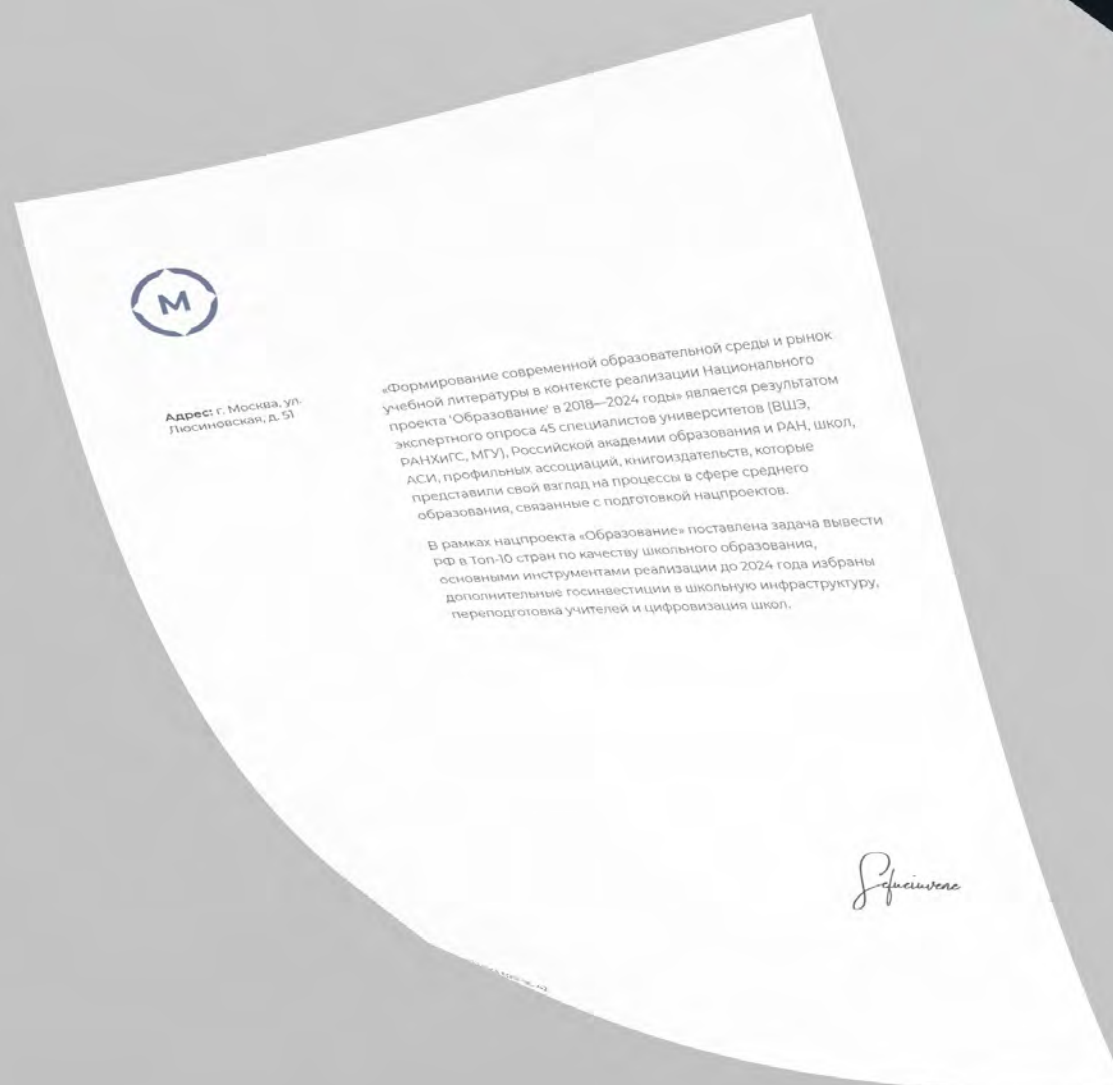 М
Адрес: г. Москва, ул.
Люсиновская, д. 51
«Формирование современной образовательной среды и рынок
учебной литературы в контексте реализации Национального
проекта 'Образование' в 2018—2024 годы» является результатом
экспертного опроса 45 специалистов университетов (ВШЭ,
РАНХиГС, МГУ), Российской академии образования и РАН, школ,
АСИ, профильных ассоциаций, книгоиздательств, которые
представили свой взгляд на процессы в сфере среднего
образования, связанные с подготовкой нацпроектов.
В рамках нацпроекта «Образование» поставлена задача вывести
РФ в Топ-10 стран по качеству школьного образования,
основными инструментами реализации до 2024 года избраны
дополнительные госинвестиции в школьную инфраструктуру,
переподготовка учителей и цифровизация школ.